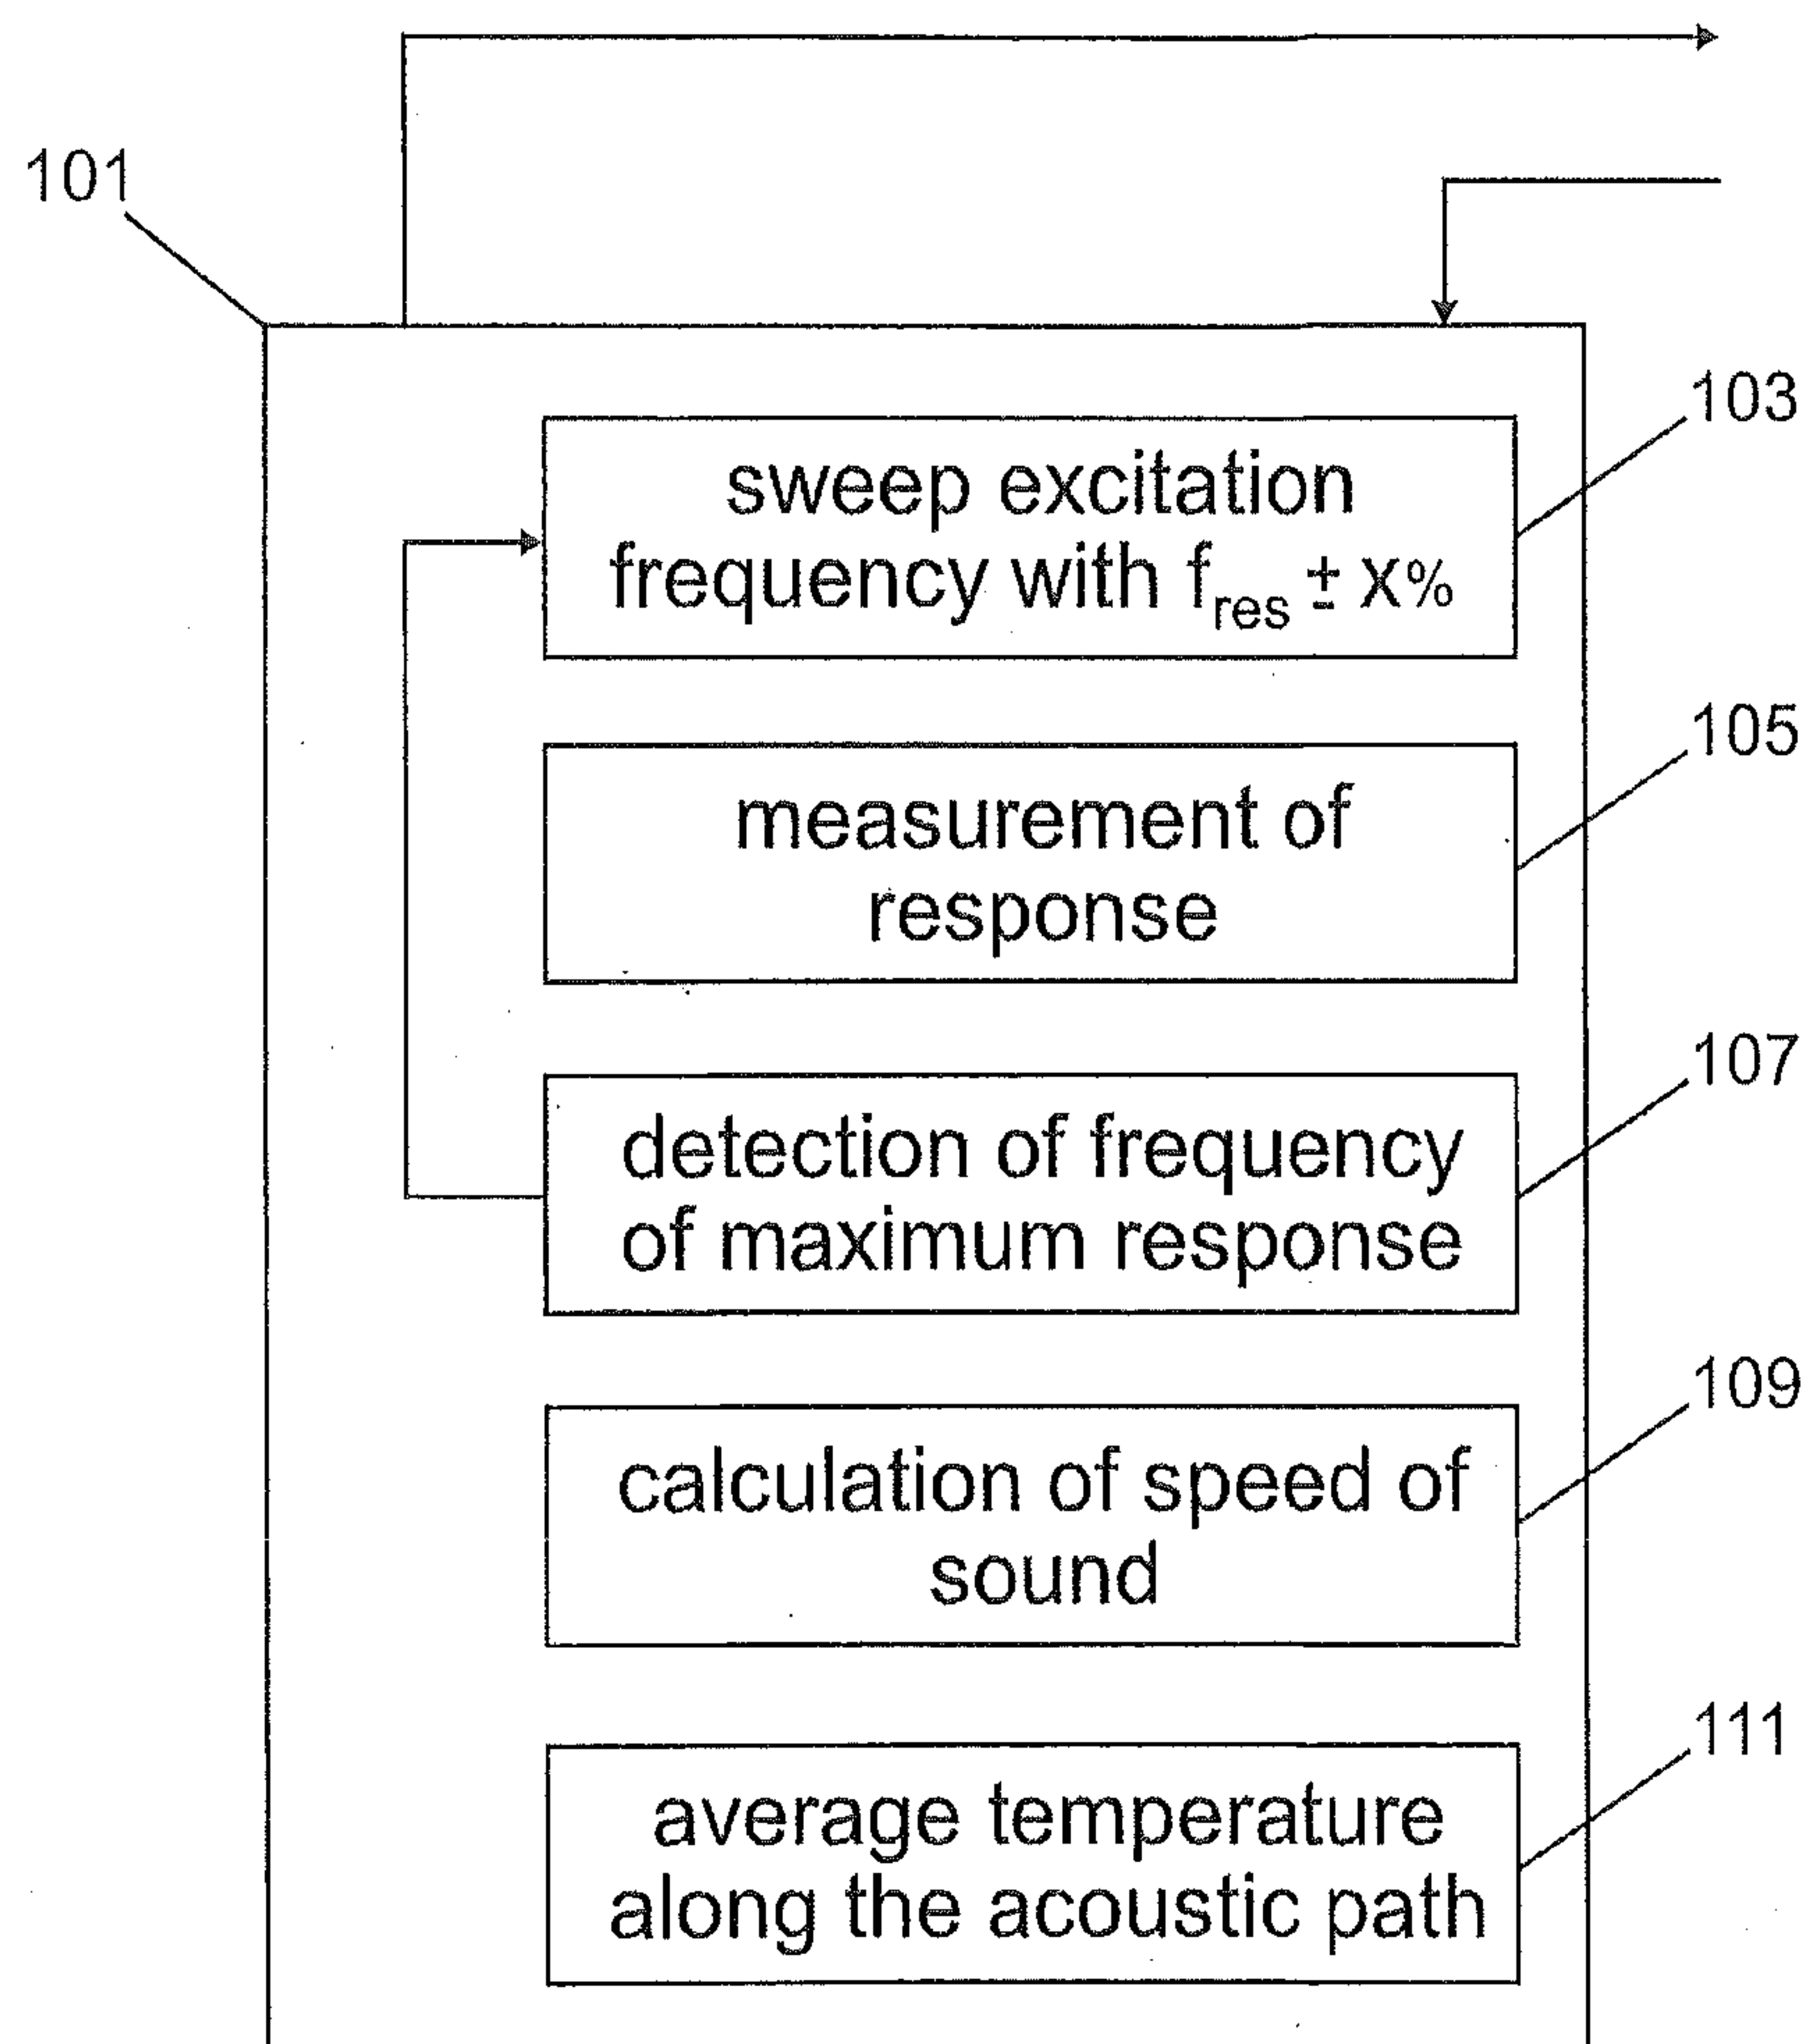 101
103
sweep excitation
frequency with fres ± X%
105
measurement of
response
107
detection of frequency
of maximum response
109
calculation of speed of
sound
111
average temperature
along the acoustic path